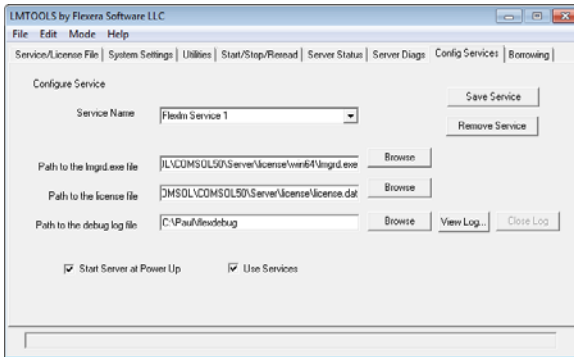 LMTOOLS by Flexera Software LLC
File Edit Mode Help
Service/License File System Settings Utilities Start/Stop/Reread Server Status Server Diags Config Services Borrowing
Configure Service
Save Service
Service Name Flexlm Service 1
Remove Service
Path to the lmgrd.exe file JL\COMSOL50\Server\license\win64\lmgrd.exe Browse
Path to the license file OMSOL\COMSOL50\Server\license\license.dat Browse
Path to the debug log file C:\Paul\flexdebug Browse View Log... Close Log
Start Server at Power Up Use Services